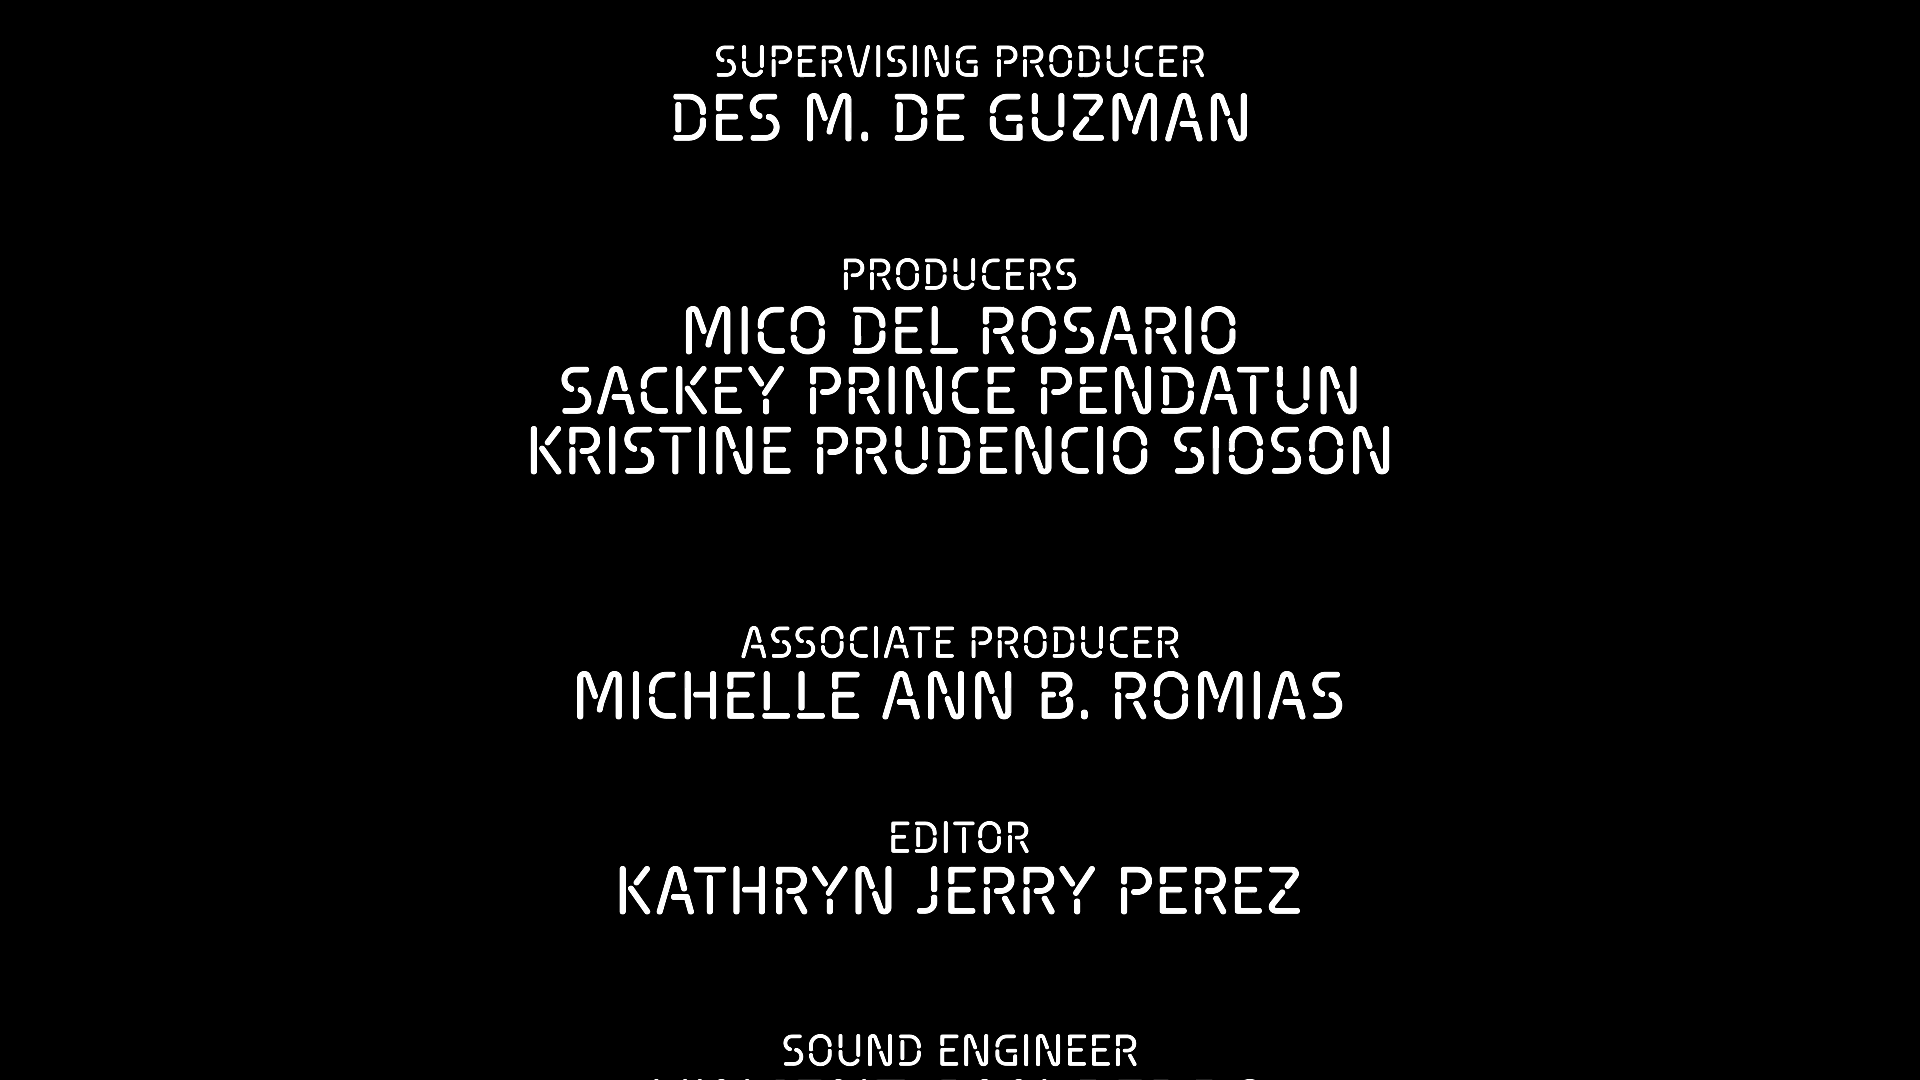 SUPERVISING PRODUCER
DES M. DE GUZMAN
PRODUCERS
MICO DEL ROSARIO
SACKEY PRINCE PENDATUN
KRISTINE PRUDENCIO SIOSON
ASSOCIATE PRODUCER
MICHELLE ANN B. ROMIAS
EDITOR
KATHRYN JERRY PEREZ
SOUND ENGINEER